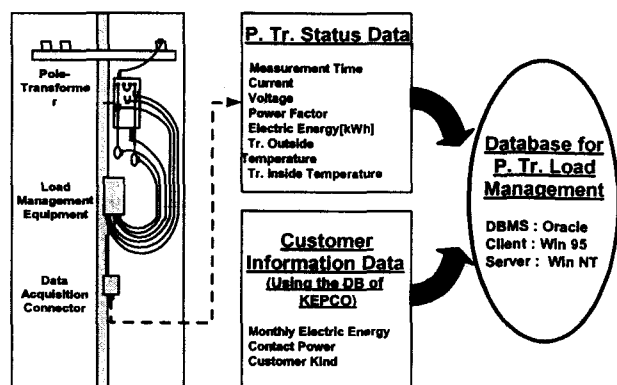 Pole-
Transforme
r
Load
Management
Equipment
Data
Acquisition
Connector
P. Tr. Status Data
Measurement Time
Current
Voltage
Power Factor
Electric Energy[kWh]
Tr. Outside
Temperature
Tr. Inside Temperature
Customer
Information Data
(Using the DB of
KEPCO)
Monthly Electric Energy
Contact Power
Customer Kind
Database for
P. Tr. Load
Management
DBMS : Oracle
Client : Win 95
Server : Win NT